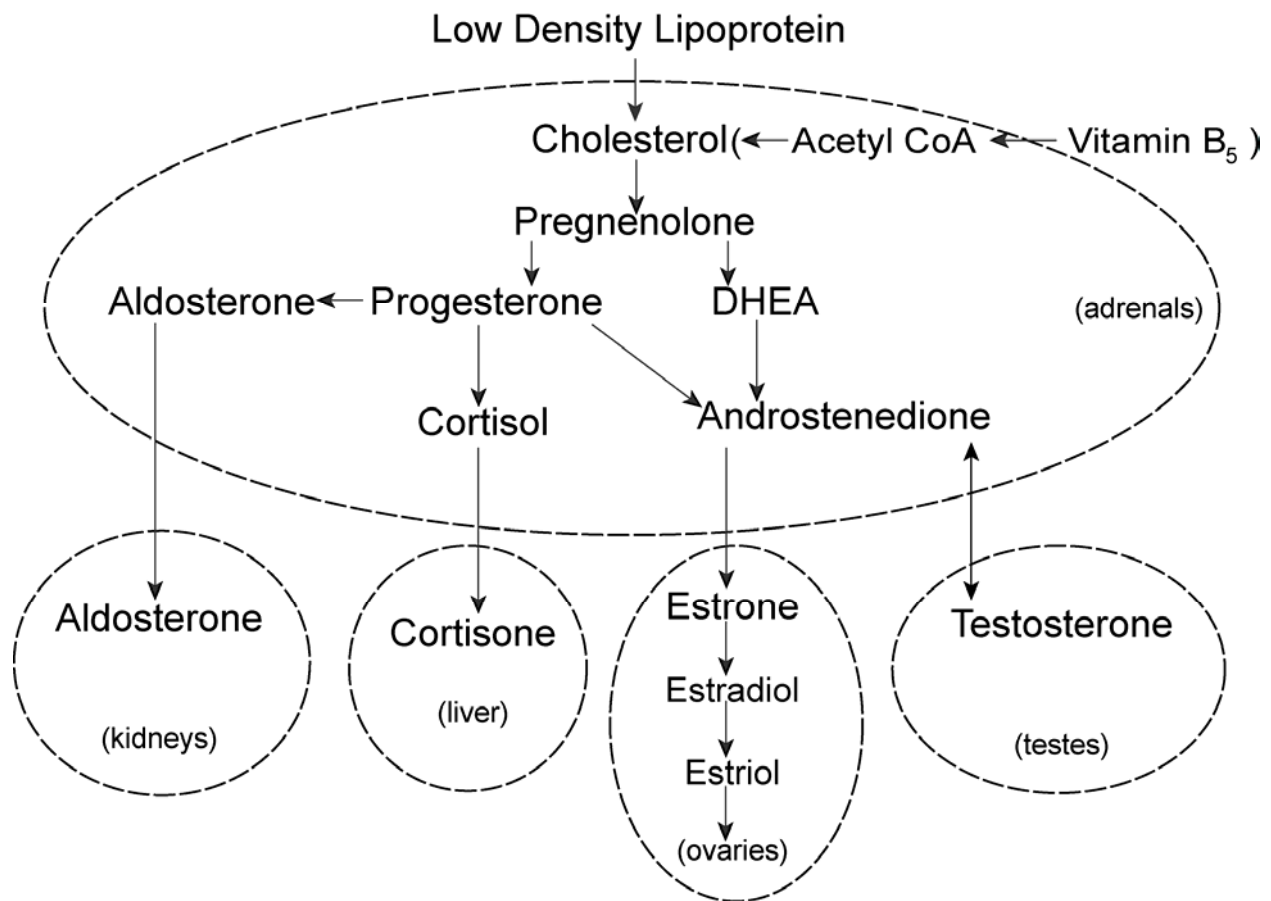 Low Density Lipoprotein
Cholesterol( Acetyl CoA Vitamin B₅ )
Pregnenolone
Aldosterone Progesterone DHEA (adrenals)
Cortisol Androstenedione
Aldosterone Cortisone Estrone Testosterone
Estradiol
(kidneys) (liver) (testes)
Estriol
(ovaries)